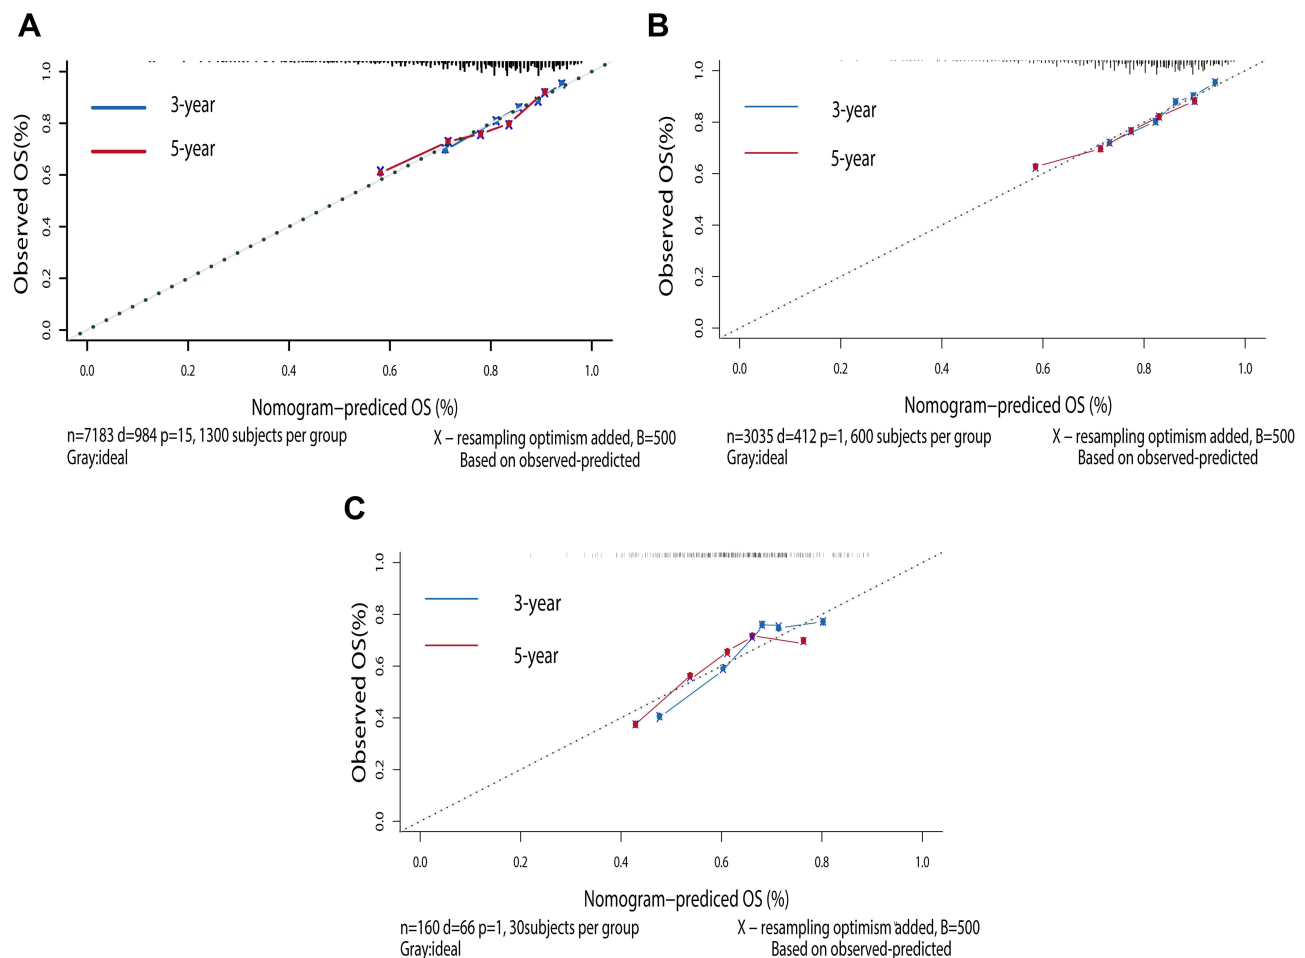 A
3-year
5-year
Observed OS(%)
0.0 0.2 0.4 0.6 0.8 1.0
0.0 0.2 0.4 0.6 0.8 1.0
Nomogram–prediced OS (%)
n=7183 d=984 p=15, 1300 subjects per group
Gray:ideal
X – resampling optimism added, B=500
Based on observed-predicted
B
3-year
5-year
Observed OS(%)
0.0 0.2 0.4 0.6 0.8 1.0
0.0 0.2 0.4 0.6 0.8 1.0
Nomogram–prediced OS (%)
n=3035 d=412 p=1, 600 subjects per group
Gray:ideal
X – resampling optimism added, B=500
Based on observed-predicted
C
3-year
5-year
Observed OS(%)
0.0 0.2 0.4 0.6 0.8 1.0
0.0 0.2 0.4 0.6 0.8 1.0
Nomogram–prediced OS (%)
n=160 d=66 p=1, 30subjects per group
Gray:ideal
X – resampling optimism added, B=500
Based on observed-predicted